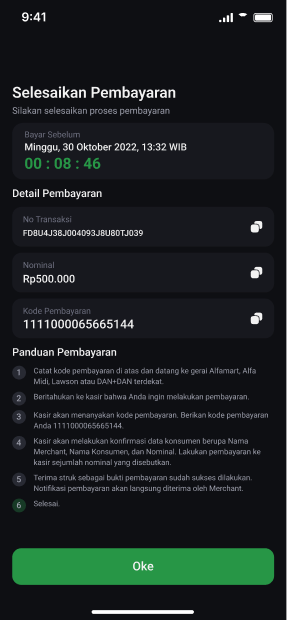 9:41
Selesaikan Pembayaran
Silakan selesaikan proses pembayaran
Bayar Sebelum
Minggu, 30 Oktober 2022, 13:32 WIB
00 : 08 : 46
Detail Pembayaran
No Transaksi
FD8U4J38J004093J8U80TJ039
Nominal
Rp500.000
Kode Pembayaran
1111000065665144
Panduan Pembayaran
1 Catat kode pembayaran di atas dan datang ke gerai Alfamart, Alfa
Midi, Lawson atau DAN+DAN terdekat.
2 Beritahukan ke kasir bahwa Anda ingin melakukan pembayaran.
3 Kasir akan menanyakan kode pembayaran. Berikan kode pembayaran
Anda 1111000065665144.
4 Kasir akan melakukan konfirmasi data konsumen berupa Nama
Merchant, Nama Konsumen, dan Nominal. Lakukan pembayaran ke
kasir sejumlah nominal yang disebutkan.
5 Terima struk sebagai bukti pembayaran sudah sukses dilakukan.
Notifikasi pembayaran akan langsung diterima oleh Merchant.
6 Selesai.
Oke